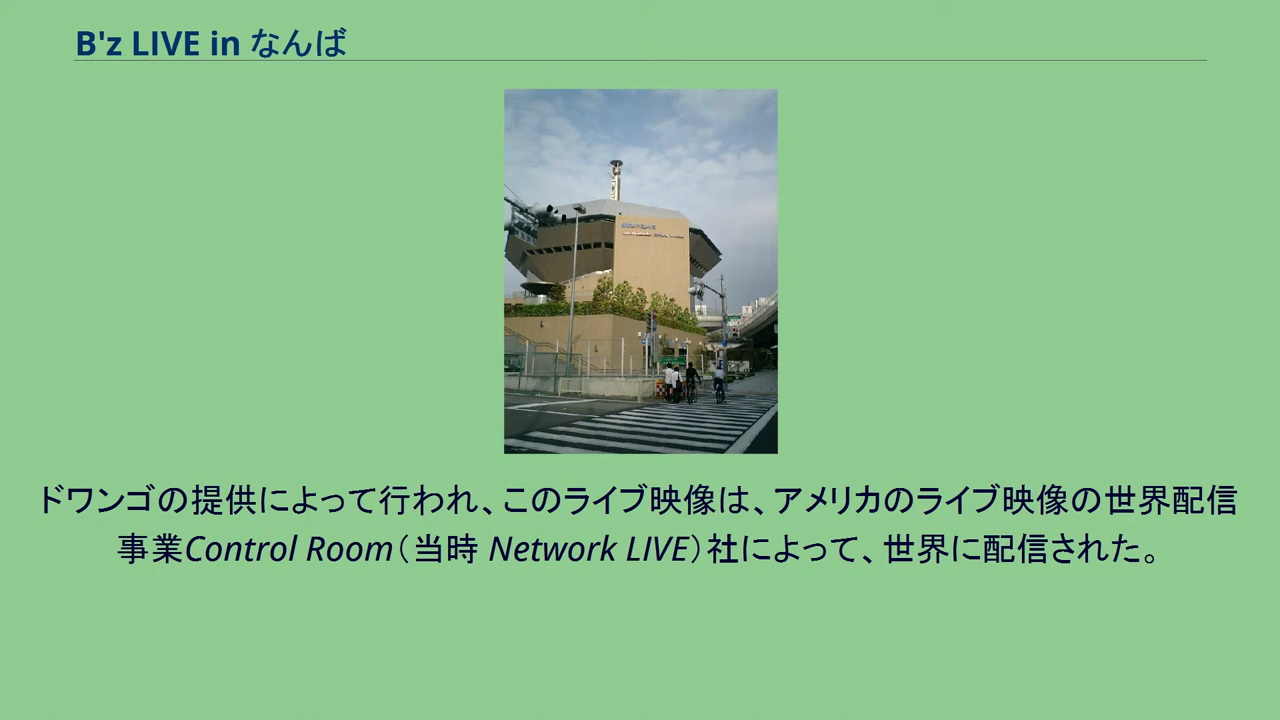 B'z LIVE in なんば
ドワンゴの提供によって行われ、このライブ映像は、アメリカのライブ映像の世界配信
事業Control Room（当時 Network LIVE）社によって、世界に配信された。